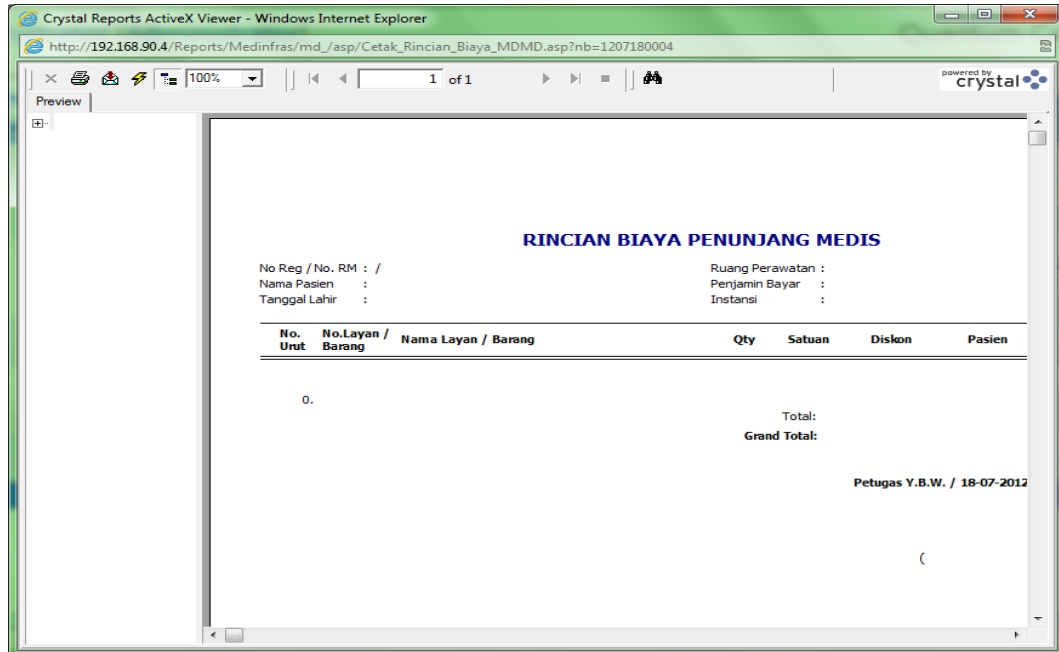 Crystal Reports ActiveX Viewer - Windows Internet Explorer
http://192.168.90.4/Reports/Medinfras/md_/asp/Cetak_Rincian_Biaya_MDMD.asp?nb=1207180004
100% 1 of 1 powered by crystal
Preview
RINCIAN BIAYA PENUNJANG MEDIS
No Reg / No. RM : / Ruang Perawatan :
Nama Pasien : Penjamin Bayar :
Tanggal Lahir : Instansi :
No. Urut No.Layan / Barang Nama Layan / Barang Qty Satuan Diskon Pasien
0.
Total:
Grand Total:
Petugas Y.B.W. / 18-07-2012
(